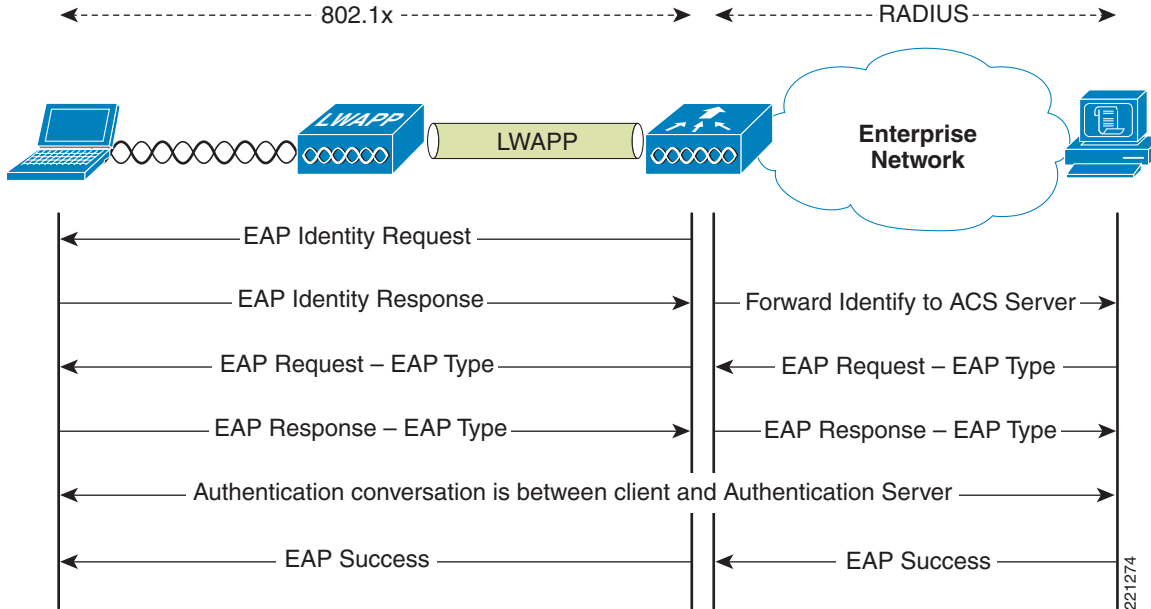 802.1x
RADIUS
LWAPP
LWAPP
Enterprise
Network
EAP Identity Request
EAP Identity Response
Forward Identify to ACS Server
EAP Request – EAP Type
EAP Request – EAP Type
EAP Response – EAP Type
EAP Response – EAP Type
Authentication conversation is between client and Authentication Server
EAP Success
EAP Success
221274